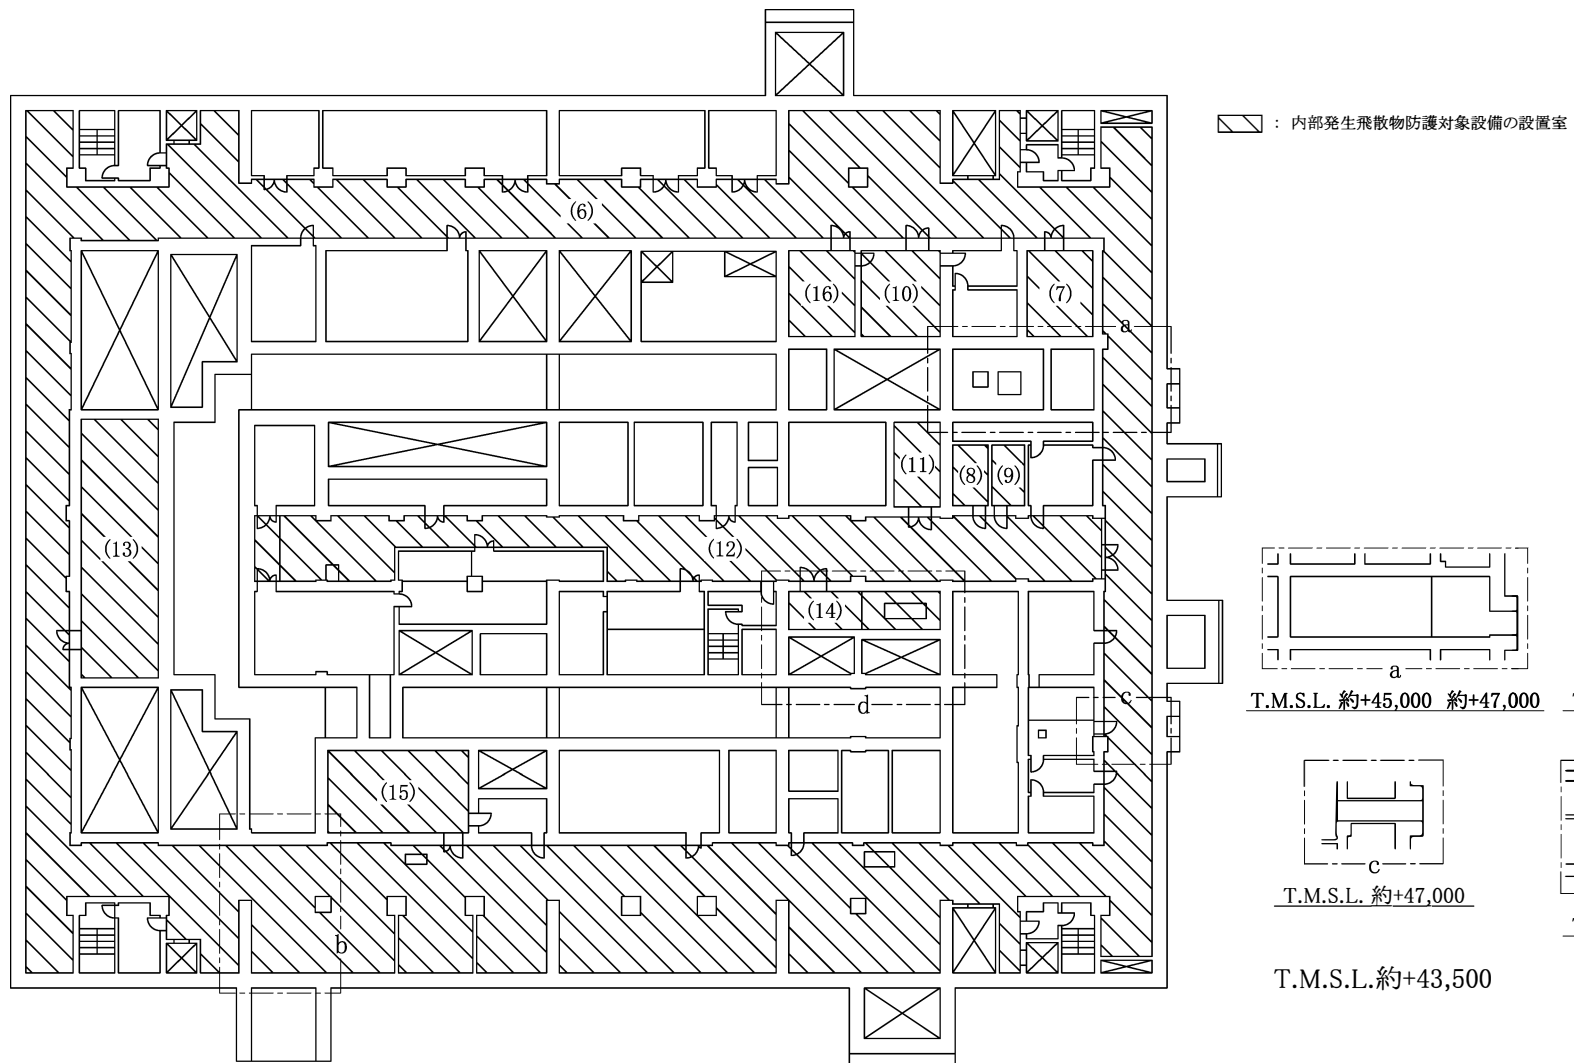 ：内部発生飛散物防護対象設備の設置室
(6)
(16)
(10)
(7)
a
(11)
(8)
(9)
(13)
(12)
(14)
a
T.M.S.L. 約+45,000 約+47,000
d
c
(15)
c
T.M.S.L. 約+47,000
b
T.M.S.L.約+43,500